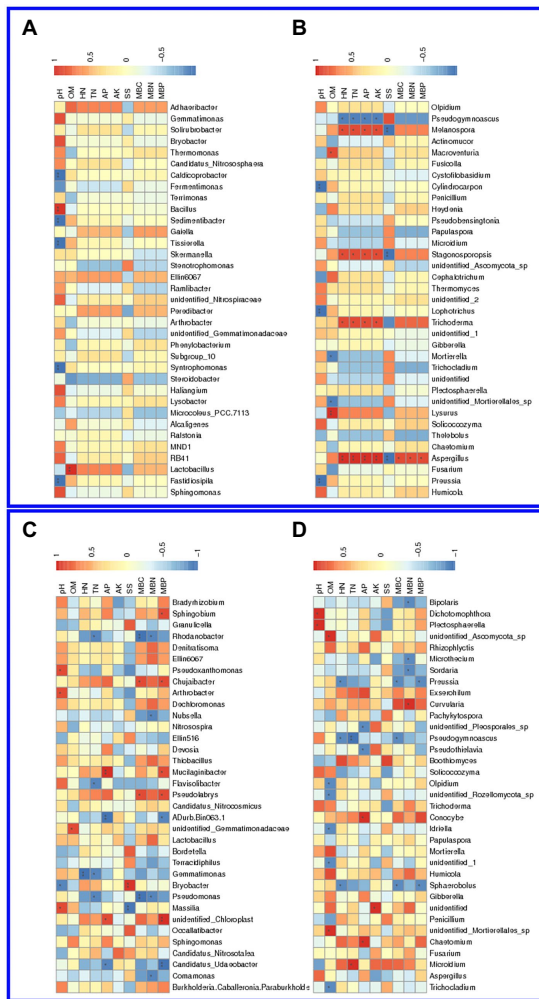 A
1
0.5
0
-0.5
pH
OM
HN
TN
AP
AK
SS
MBC
MBN
MBP
Adhaeribacter
Gemmatimonas
Solirubrobacter
Bryobacter
Thermomonas
Candidatus_Nitrososphaera
Caldicoprobacter
Fermentimonas
Terrimonas
Bacillus
Sedimentibacter
Gaiella
Tissierella
Skermanella
Stenotrophomonas
Ellin6067
Ramlibacter
unidentified_Nitrospiraceae
Peredibacter
Arthrobacter
unidentified_Gemmatimonadaceae
Phenylobacterium
Subgroup_10
Syntrophomonas
Steroidobacter
Haliangium
Lysobacter
Microcoleus_PCC.7113
Alcaligenes
Ralstonia
MND1
RB41
Lactobacillus
Fastidiosipila
Sphingomonas
B
1
0.5
0
-0.5
pH
OM
HN
TN
AP
AK
SS
MBC
MBN
MBP
Olpidium
Pseudogymnoascus
Melanospora
Actinomucor
Macroventuria
Fusicolla
Cystofilobasidium
Cylindrocarpon
Penicillium
Heydenia
Pseudobensingtonia
Papulaspora
Microidium
Stagonosporopsis
unidentified_Ascomycota_sp
Cephalotrichum
Thermomyces
unidentified_2
Lophotrichus
Trichoderma
unidentified_1
Gibberella
Mortierella
Trichocladium
unidentified
Plectosphaerella
unidentified_Mortierellales_sp
Lysurus
Solicoccozyma
Thelebolus
Chaetomium
Aspergillus
Fusarium
Preussia
Humicola
C
1
0.5
0
-0.5
-1
pH
OM
HN
TN
AP
AK
SS
MBC
MBN
MBP
Bradyrhizobium
Sphingobium
Granulicella
Rhodanobacter
Denitratisoma
Ellin6067
Pseudoxanthomonas
Chujaibacter
Arthrobacter
Dechloromonas
Nubsella
Nitrosospira
Ellin516
Devosia
Thiobacillus
Mucilaginibacter
Flavisolibacter
Pseudolabrys
Candidatus_Nitrocosmicus
ADurb.Bin063.1
unidentified_Gemmatimonadaceae
Lactobacillus
Bordetella
Terracidiphilus
Gemmatimonas
Bryobacter
Pseudomonas
Massilia
unidentified_Chloroplast
Occallatibacter
Sphingomonas
Candidatus_Nitrosotalea
Candidatus_Udaeobacter
Comamonas
Burkholderia.Caballeronia.Paraburkholderia
D
1
0.5
0
-0.5
-1
pH
OM
HN
TN
AP
AK
SS
MBC
MBN
MBP
Bipolaris
Dichotomophthora
Plectosphaerella
unidentified_Ascomycota_sp
Rhizophlyctis
Microthecium
Sordaria
Preussia
Exserohilum
Curvularia
Pachykytospora
unidentified_Pleosporales_sp
Pseudogymnoascus
Pseudothielavia
Boothiomyces
Solicoccozyma
Olpidium
unidentified_Rozellomycota_sp
Trichoderma
Conocybe
Idriella
Papulaspora
Mortierella
unidentified_1
Humicola
Sphaerobolus
Gibberella
unidentified
Penicillium
unidentified_Mortierellales_sp
Chaetomium
Fusarium
Microidium
Aspergillus
Trichocladium